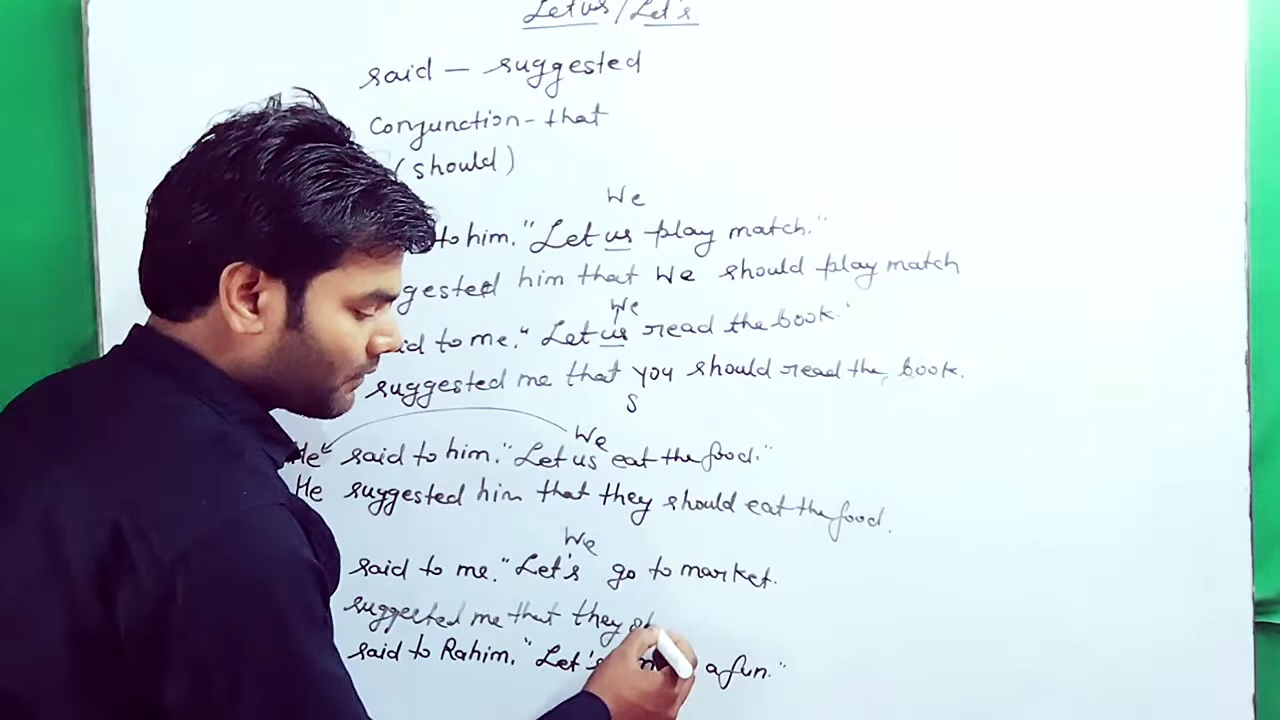 Let us / Let's
said – suggested
Conjunction - that
(should)
We
to him. "Let us play match."
gested him that We should play match
We
id to me. "Let us read the book."
suggested me that you should read the book.
S
We
He said to him. "Let us eat the food."
He suggested him that they should eat the food.
We
said to me. "Let's go to market.
suggested me that they sh
said to Rahim. "Let's a fun."